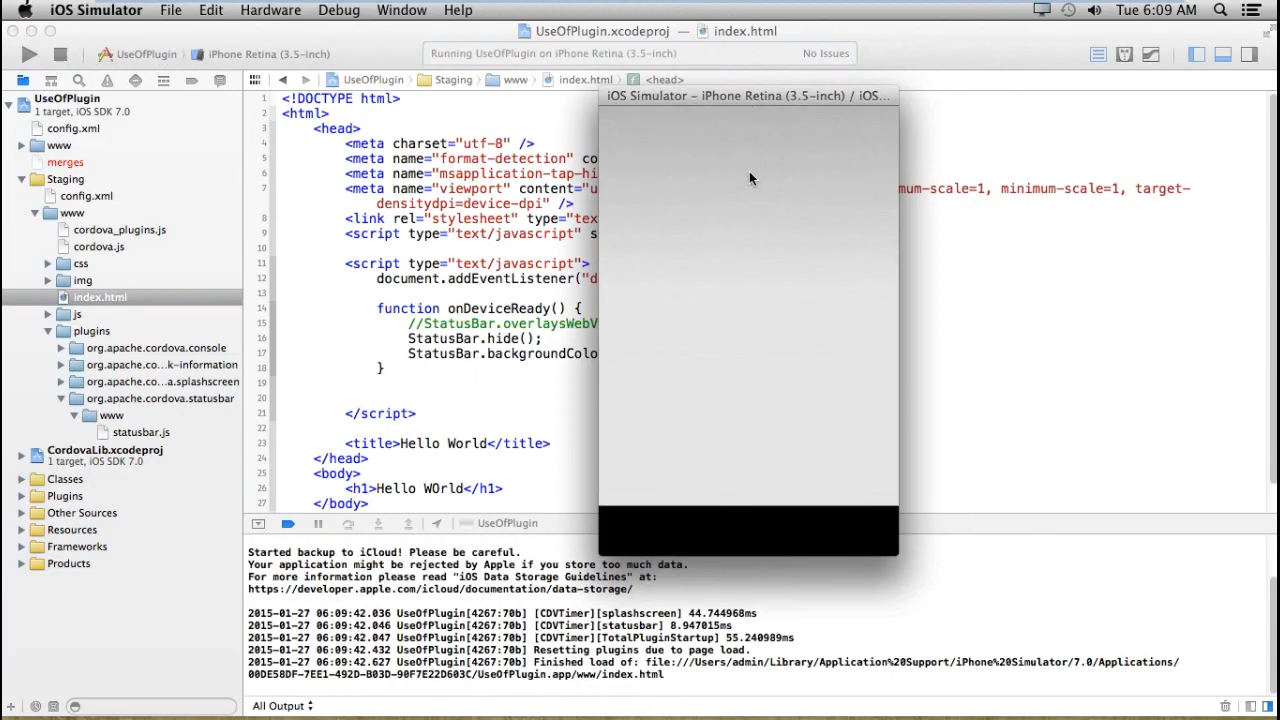 iOS Simulator File Edit Hardware Debug Window Help Tue 6:09 AM
UseOfPlugin.xcodeproj — index.html
UseOfPlugin iPhone Retina (3.5-inch) Running UseOfPlugin on iPhone Retina (3.5-inch) No Issues
UseOfPlugin Staging www index.html <head>
UseOfPlugin
1 target, iOS SDK 7.0
config.xml
www
merges
Staging
config.xml
www
cordova_plugins.js
cordova.js
css
img
index.html
js
plugins
org.apache.cordova.console
org.apache.co...k-information
org.apache.co...a.splashscreen
org.apache.cordova.statusbar
www
statusbar.js
CordovaLib.xcodeproj
1 target, iOS SDK 7.0
Classes
Plugins
Other Sources
Resources
Frameworks
Products
1 <!DOCTYPE html>
2 <html>
3 <head>
4 <meta charset="utf-8" />
5 <meta name="format-detection" co
6 <meta name="msapplication-tap-hi
7 <meta name="viewport" content="u mum-scale=1, minimum-scale=1, target-
densitydpi=device-dpi" />
8 <link rel="stylesheet" type="tex
9 <script type="text/javascript" s
10
11 <script type="text/javascript">
12 document.addEventListener("d
13
14 function onDeviceReady() {
15 //StatusBar.overlaysWebV
16 StatusBar.hide();
17 StatusBar.backgroundColo
18 }
19
20
21 </script>
22
23 <title>Hello World</title>
24 </head>
25 <body>
26 <h1>Hello WOrld</h1>
27 </body>
iOS Simulator - iPhone Retina (3.5-inch) / iOS...
UseOfPlugin
Started backup to iCloud! Please be careful.
Your application might be rejected by Apple if you store too much data.
For more information please read "iOS Data Storage Guidelines" at:
https://developer.apple.com/icloud/documentation/data-storage/
2015-01-27 06:09:42.036 UseOfPlugin[4267:70b] [CDVTimer][splashscreen] 44.744968ms
2015-01-27 06:09:42.046 UseOfPlugin[4267:70b] [CDVTimer][statusbar] 8.947015ms
2015-01-27 06:09:42.047 UseOfPlugin[4267:70b] [CDVTimer][TotalPluginStartup] 55.240989ms
2015-01-27 06:09:42.432 UseOfPlugin[4267:70b] Resetting plugins due to page load.
2015-01-27 06:09:42.627 UseOfPlugin[4267:70b] Finished load of: file:///Users/admin/Library/Application%20Support/iPhone%20Simulator/7.0/Applications/
00DE58DF-7EE1-492D-B03D-90F7E22D603C/UseOfPlugin.app/www/index.html
All Output